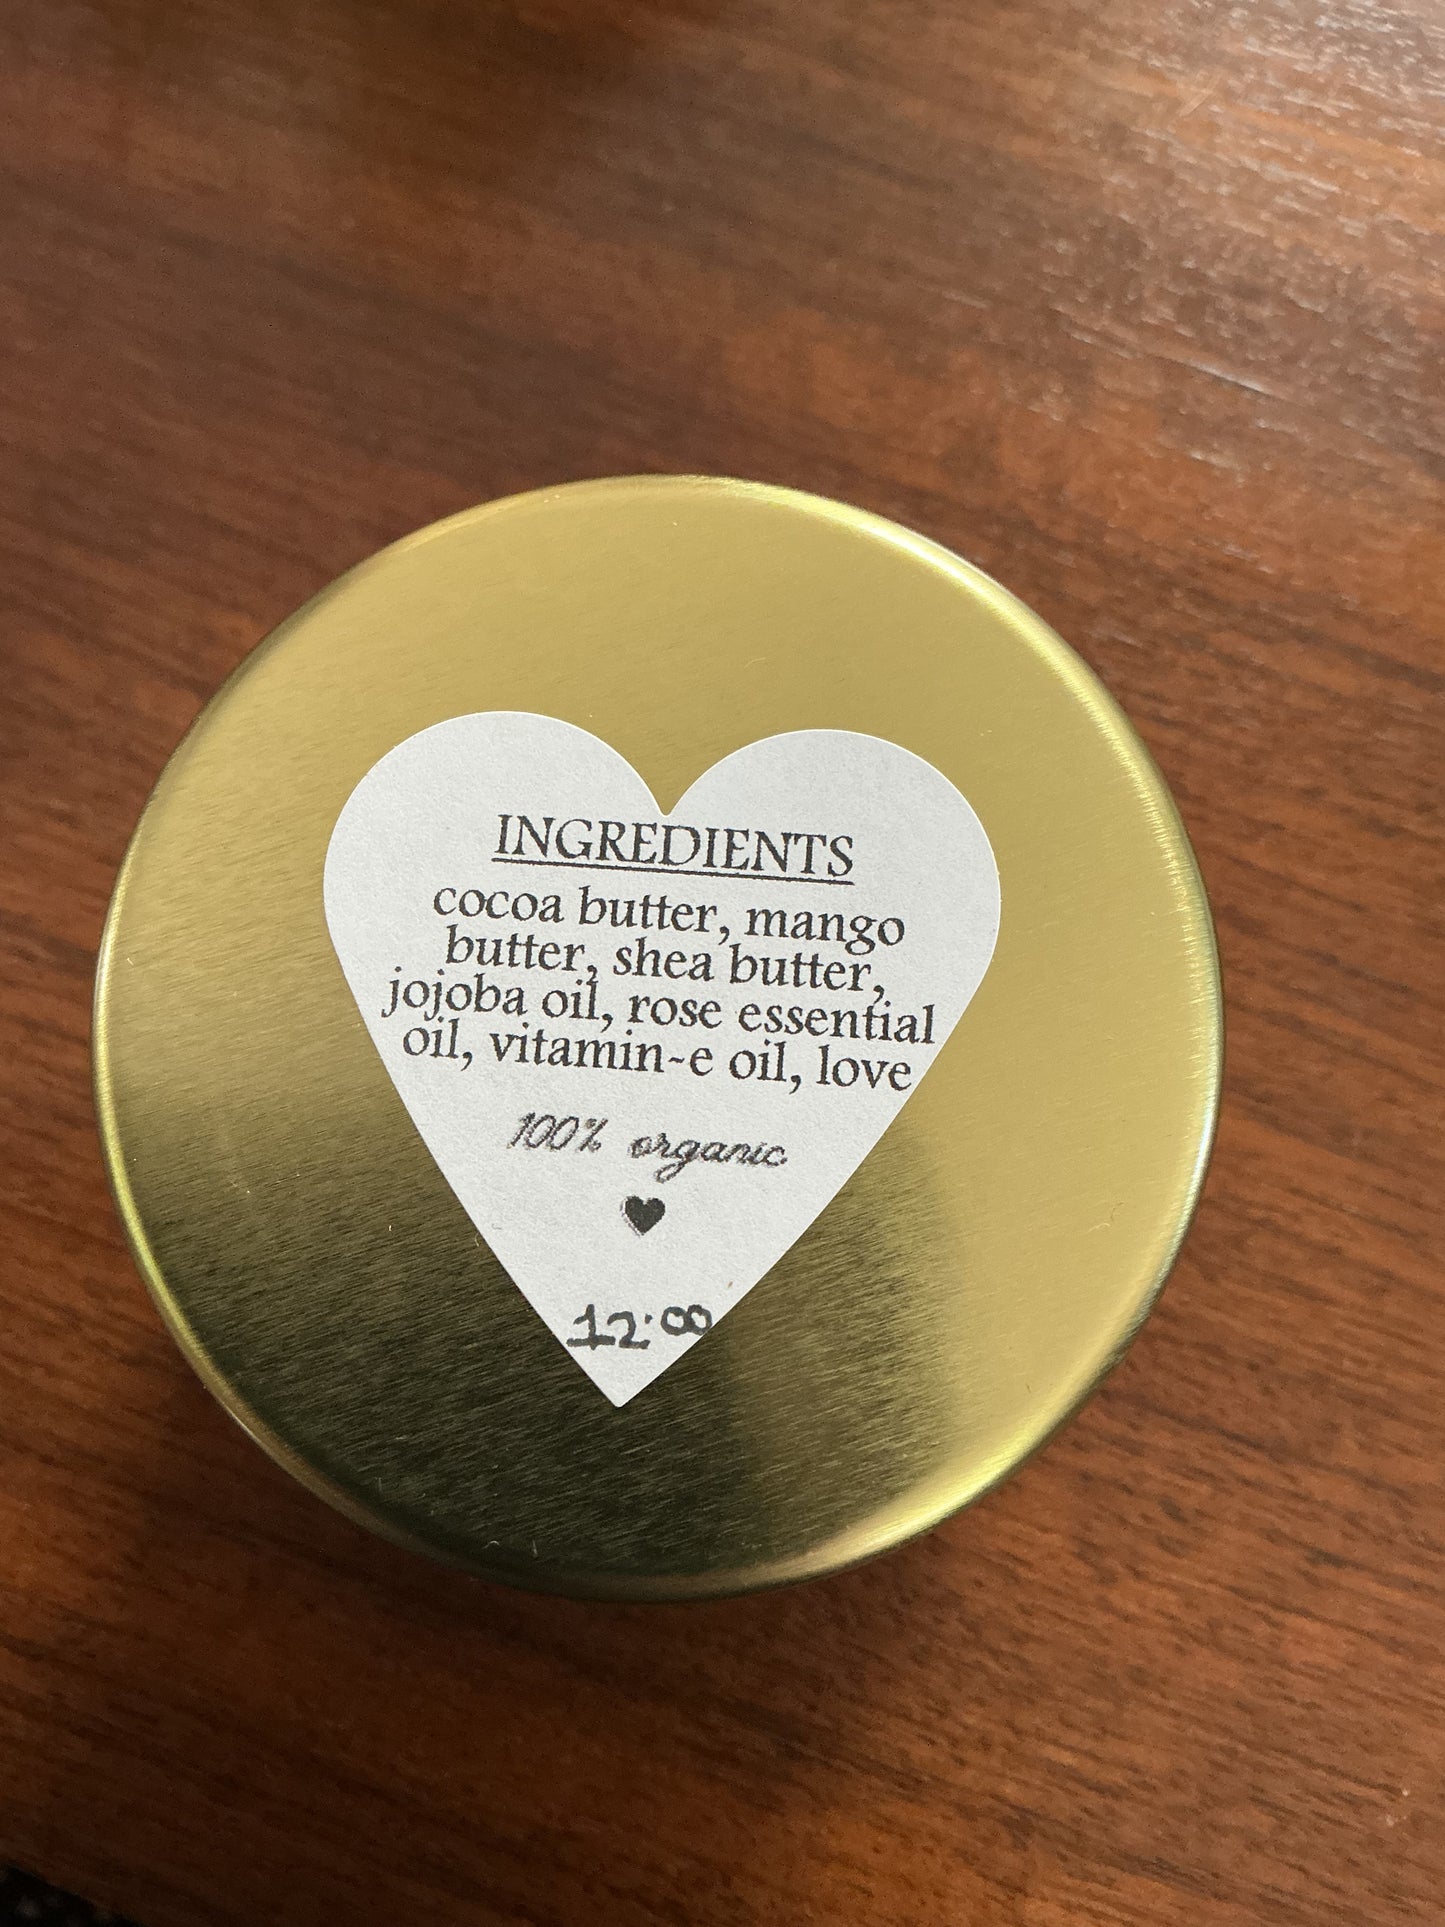 INGREDIENTS
cocoa butter, mango
butter, shea butter,
jojoba oil, rose essential
oil, vitamin-e oil, love
100% organic
12.00